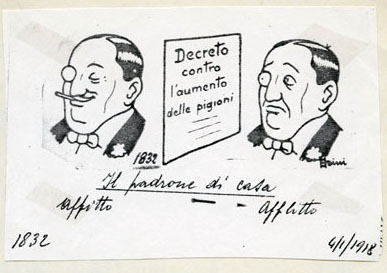 Decreto
contro
l'aumento
delle pigioni
1832
Il padrone di casa
Affitto — - Afflitto
1832
4/1/1918